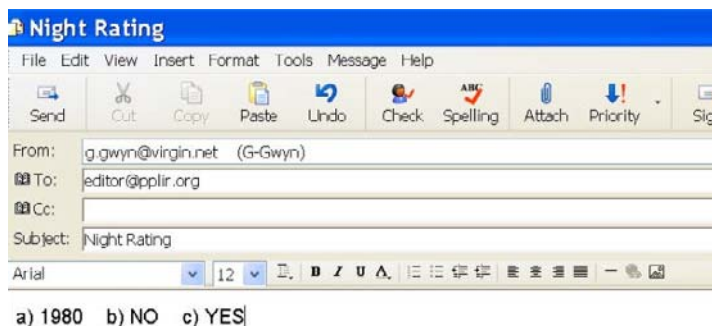 Night Rating
File Edit View Insert Format Tools Message Help
ABC
Send Cut Copy Paste Undo Check Spelling Attach Priority Sig
From: g.gwyn@virgin.net (G-Gwyn)
To: editor@pplir.org
Cc:
Subject: Night Rating
Arial 12 B I U A
a) 1980 b) NO c) YES